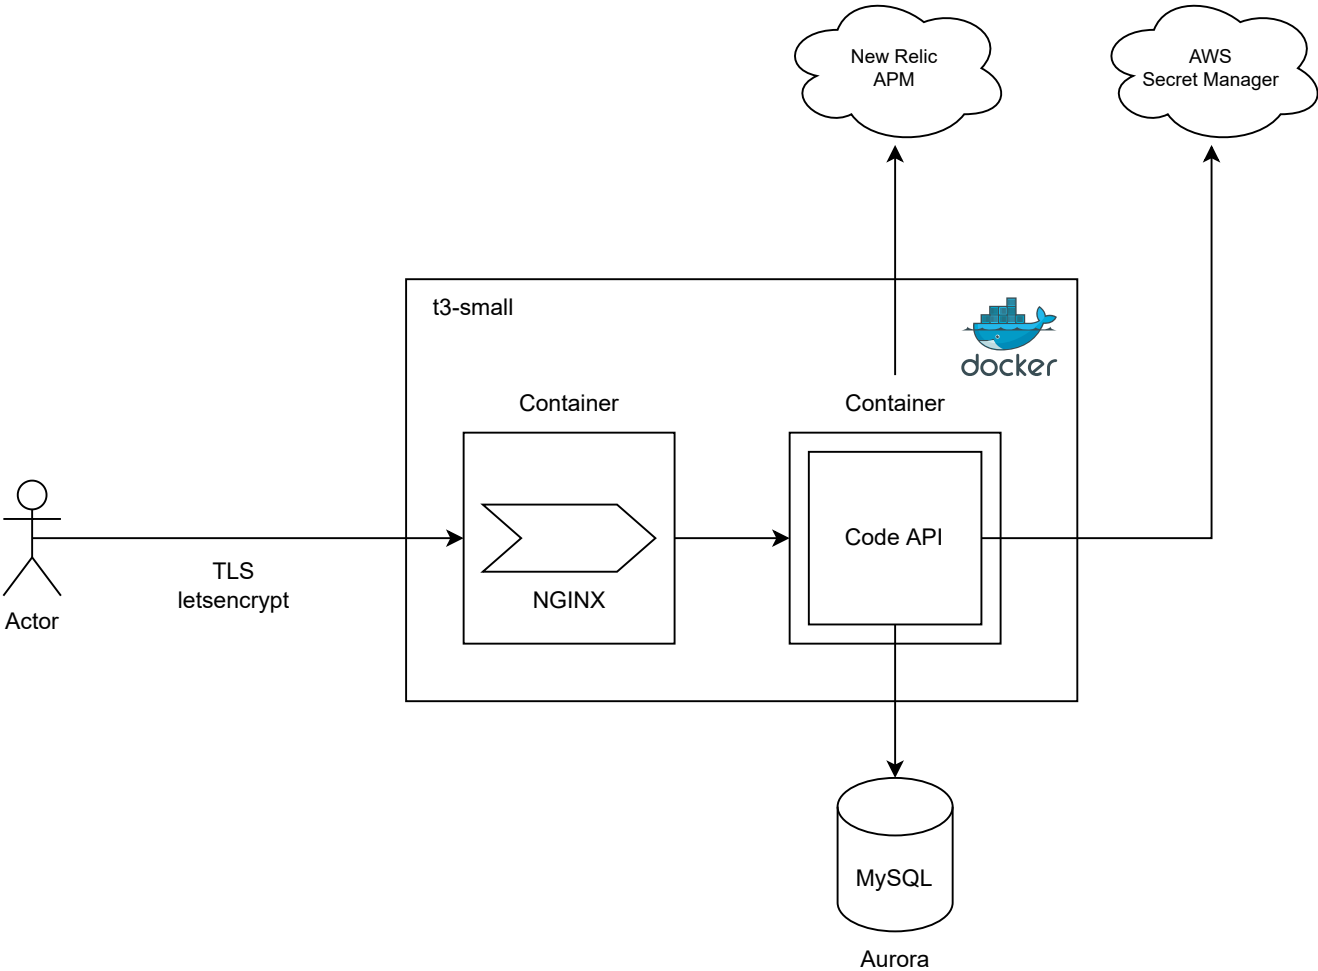 New Relic
APM
AWS
Secret Manager
t3-small
docker
Container
Container
Code API
NGINX
TLS
letsencrypt
Actor
MySQL
Aurora